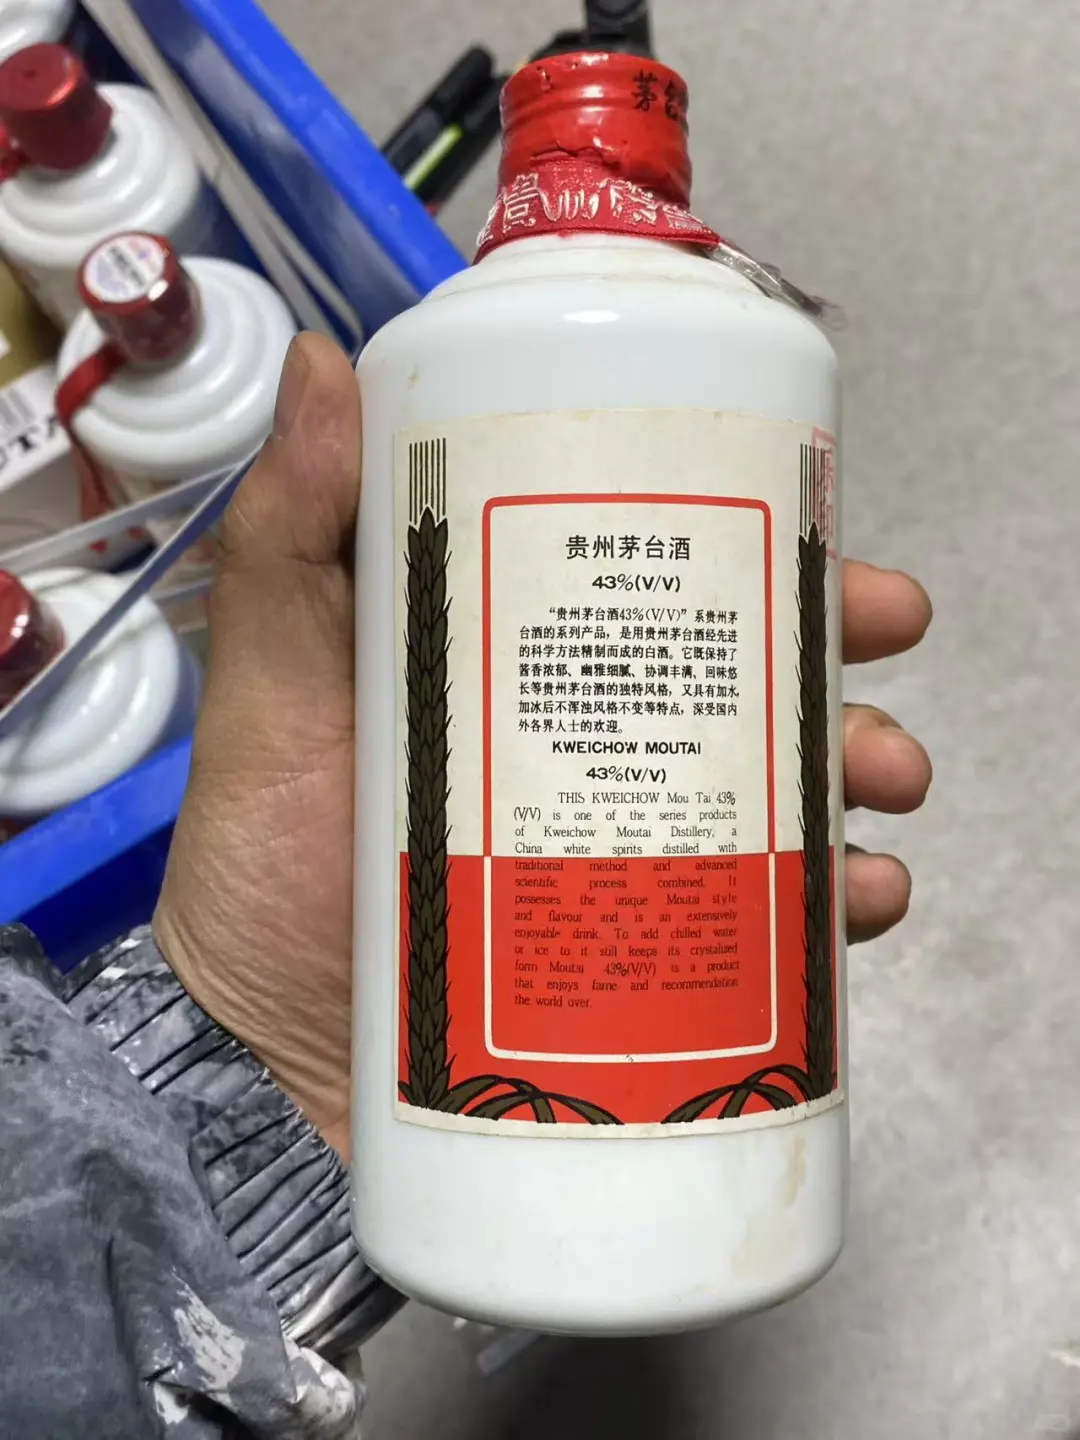 茅台
贵州茅台酒
43%(V/V)
“贵州茅台酒43%(V/V)”系贵州茅
台酒的系列产品，是用贵州茅台酒经先进
的科学方法精制而成的白酒。它既保持了
酱香浓郁、幽雅细腻、协调丰满、回味悠
长等贵州茅台酒的独特风格，又具有加水,
加冰后不浑浊风格不变等特点，深受国内
外各界人士的欢迎。
KWEICHOW MOUTAI
43%(V/V)
THIS KWEICHOW Mou Tai 43%
(V/V) is one of the series products
of Kweichow Moutai Distillery, a
China white spirits distilled with
traditional method and advanced
scientific process combined. It
possesses the unique Moutai style
and flavour and is an extensively
enjoyable drink. To add chilled water
or ice to it still keeps its crystalized
form Moutai 43%(V/V) is a product
that enjoys fame and recommendation
the world over.